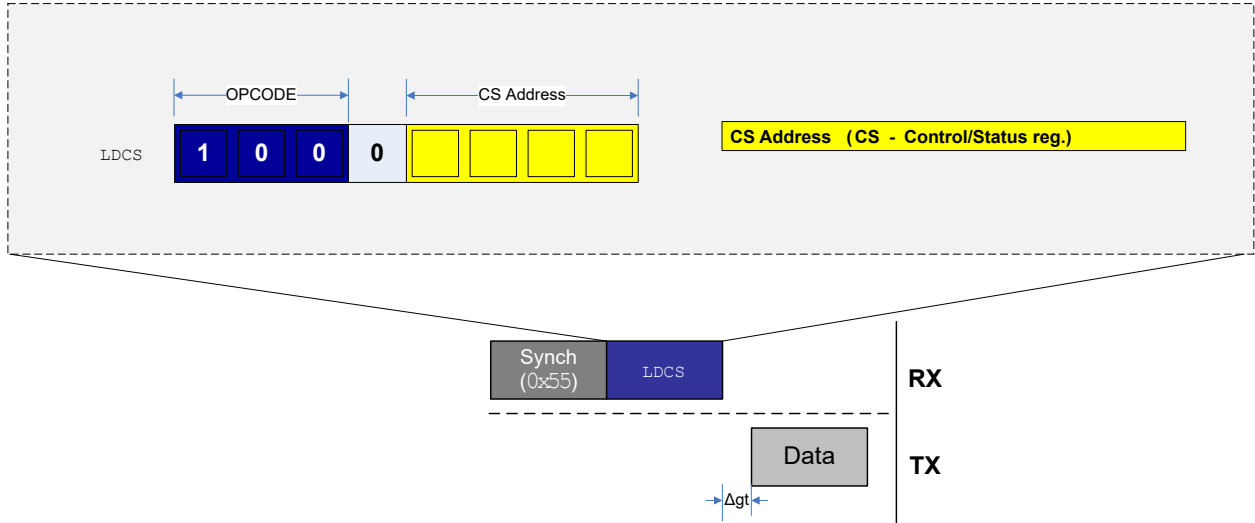 OPCODE
CS Address
LDCS
1 0 0 0
CS Address (CS - Control/Status reg.)
Synch
(0x55)
LDCS
RX
Data
TX
Δgt